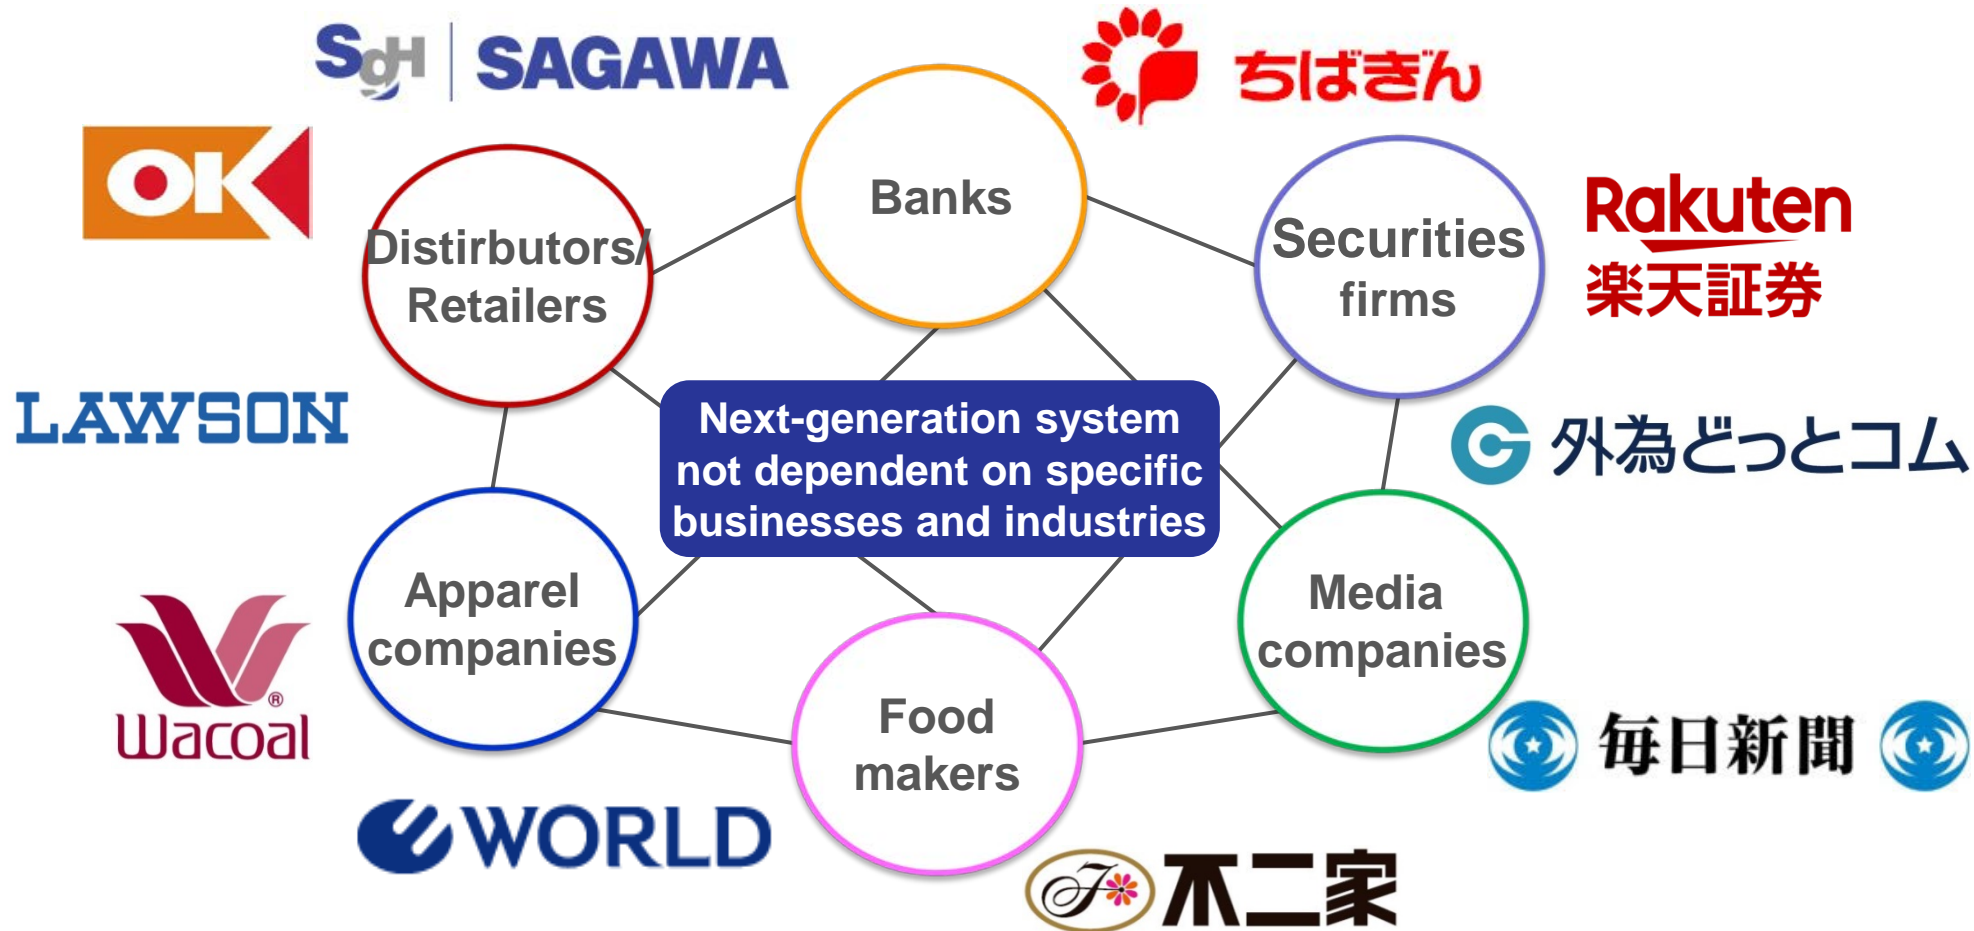 SGH SAGAWA
ちばぎん
OK
Banks
Distirbutors/
Retailers
Securities
firms
Rakuten
楽天証券
LAWSON
Next-generation system
not dependent on specific
businesses and industries
外為どっとコム
Apparel
companies
Media
companies
Wacoal®
Food
makers
毎日新聞
WORLD
F 不二家